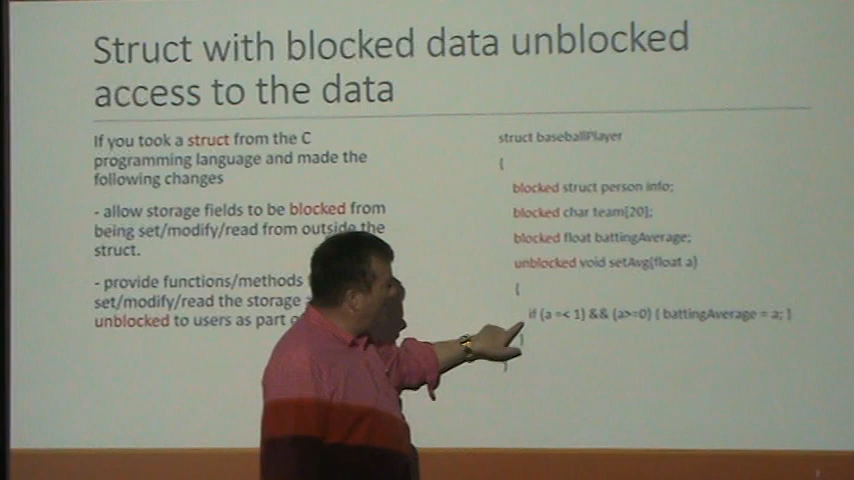 Struct with blocked data unblocked
access to the data
If you took a struct from the C
programming language and made the
following changes
- allow storage fields to be blocked from
being set/modify/read from outside the
struct.
- provide functions/methods
set/modify/read the storage
unblocked to users as part
struct baseballPlayer
{
blocked struct person info;
blocked char team[20];
blocked float battingAverage;
unblocked void setAvg(float a)
{
if (a =< 1) && (a>=0) { battingAverage = a; }
}
}